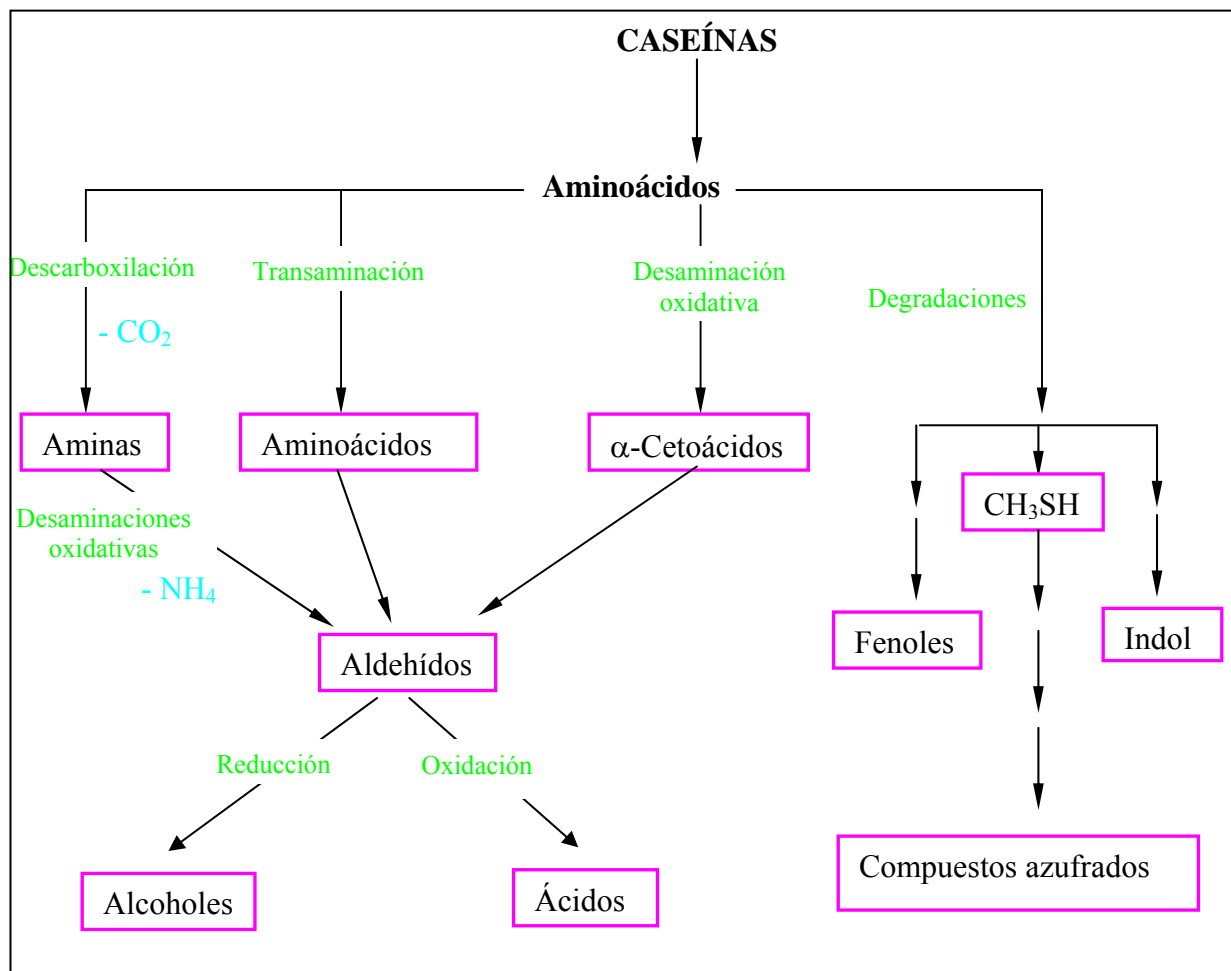 CASEÍNAS
Aminoácidos
Descarboxilación
Transaminación
Desaminación
oxidativa
Degradaciones
- CO₂
Aminas
Aminoácidos
α-Cetoácidos
CH₃SH
Desaminaciones
oxidativas
- NH₄
Aldehídos
Fenoles
Indol
Reducción
Oxidación
Alcoholes
Ácidos
Compuestos azufrados